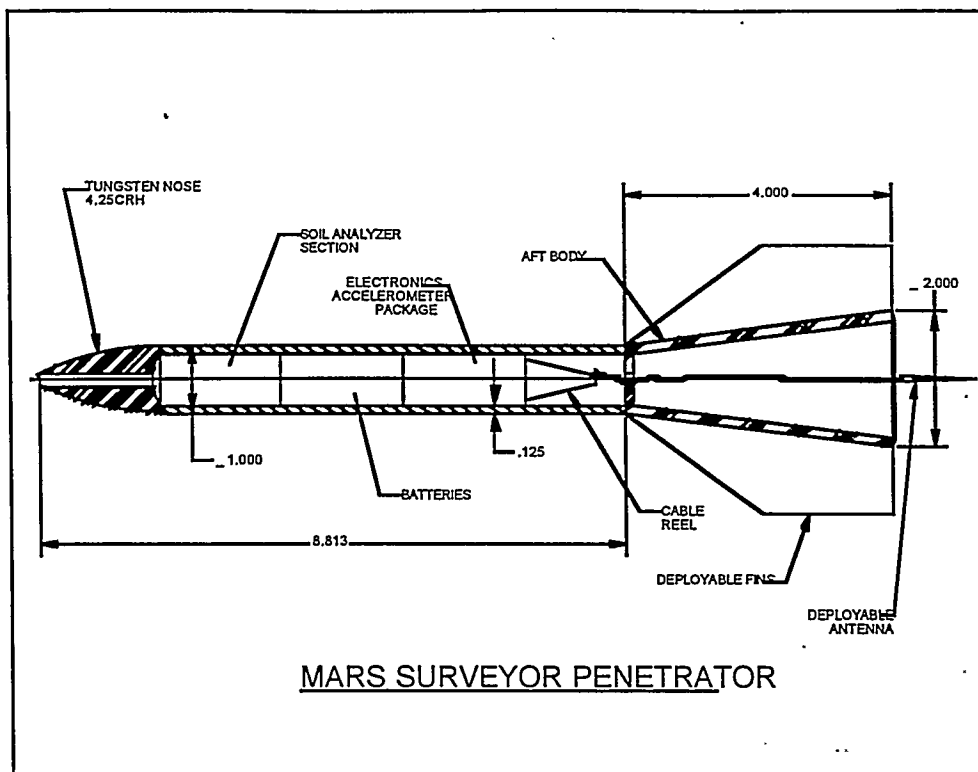 4.000
TUNGSTEN NOSE
4.25CRH
SOIL ANALYZER
SECTION
AFT BODY
ELECTRONICS
ACCELEROMETER
PACKAGE
_ 2.000
_ 1.000
.125
BATTERIES
CABLE
REEL
8.813
DEPLOYABLE FINS
DEPLOYABLE
ANTENNA
MARS SURVEYOR PENETRATOR